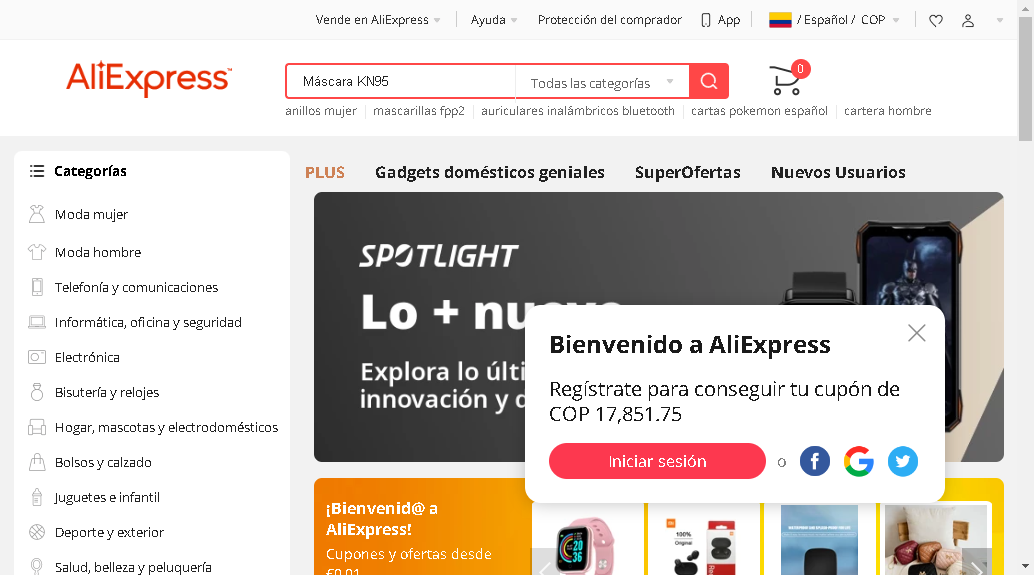 Vende en AliExpress
Ayuda
Protección del comprador
App
/ Español / COP
AliExpress
Máscara KN95
Todas las categorías
0
anillos mujer
mascarillas fpp2
auriculares inalámbricos bluetooth
cartas pokemon español
cartera hombre
Categorías
Moda mujer
Moda hombre
Telefonía y comunicaciones
Informática, oficina y seguridad
Electrónica
Bisutería y relojes
Hogar, mascotas y electrodomésticos
Bolsos y calzado
Juguetes e infantil
Deporte y exterior
Salud, belleza y peluquería
PLUS
Gadgets domésticos geniales
SuperOfertas
Nuevos Usuarios
SPOTLIGHT
Lo + nuevo
Explora lo últi
innovación y d
Bienvenido a AliExpress
Regístrate para conseguir tu cupón de
COP 17,851.75
Iniciar sesión
o
¡Bienvenid@ a
AliExpress!
Cupones y ofertas desde
€0,01
100%
Original